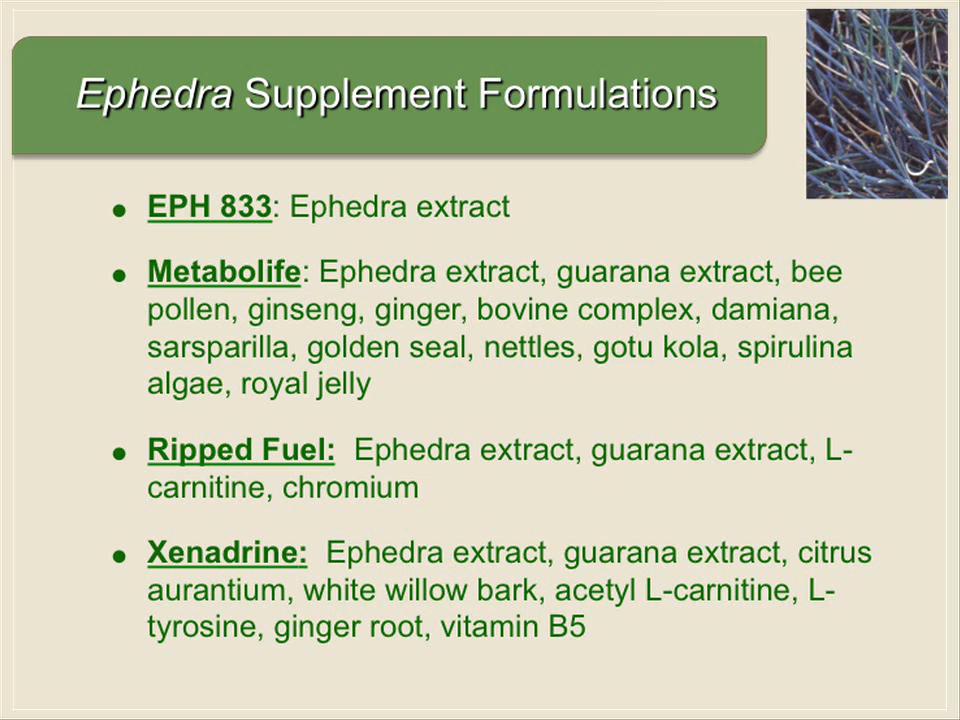 Ephedra Supplement Formulations
• EPH 833: Ephedra extract
• Metabolife: Ephedra extract, guarana extract, bee
pollen, ginseng, ginger, bovine complex, damiana,
sarsparilla, golden seal, nettles, gotu kola, spirulina
algae, royal jelly
• Ripped Fuel: Ephedra extract, guarana extract, L-
carnitine, chromium
• Xenadrine: Ephedra extract, guarana extract, citrus
aurantium, white willow bark, acetyl L-carnitine, L-
tyrosine, ginger root, vitamin B5